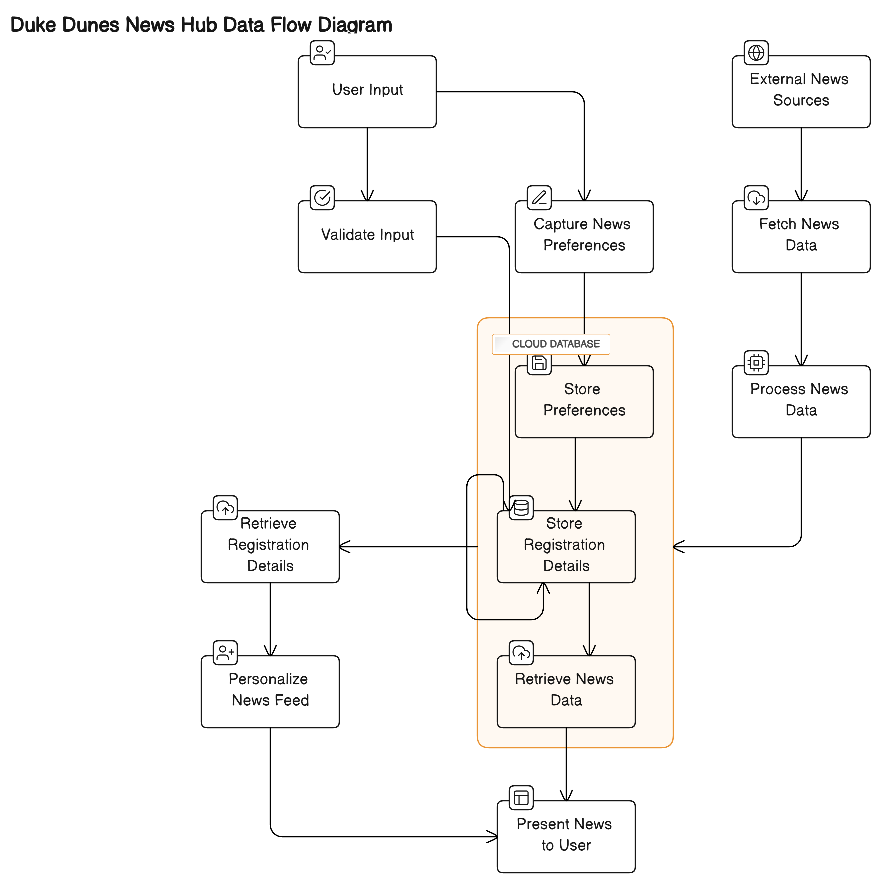 Duke Dunes News Hub Data Flow Diagram
User Input
External News
Sources
Validate Input
Capture News
Preferences
Fetch News
Data
CLOUD DATABASE
Store
Preferences
Process News
Data
Retrieve
Registration
Details
Store
Registration
Details
Personalize
News Feed
Retrieve News
Data
Present News
to User